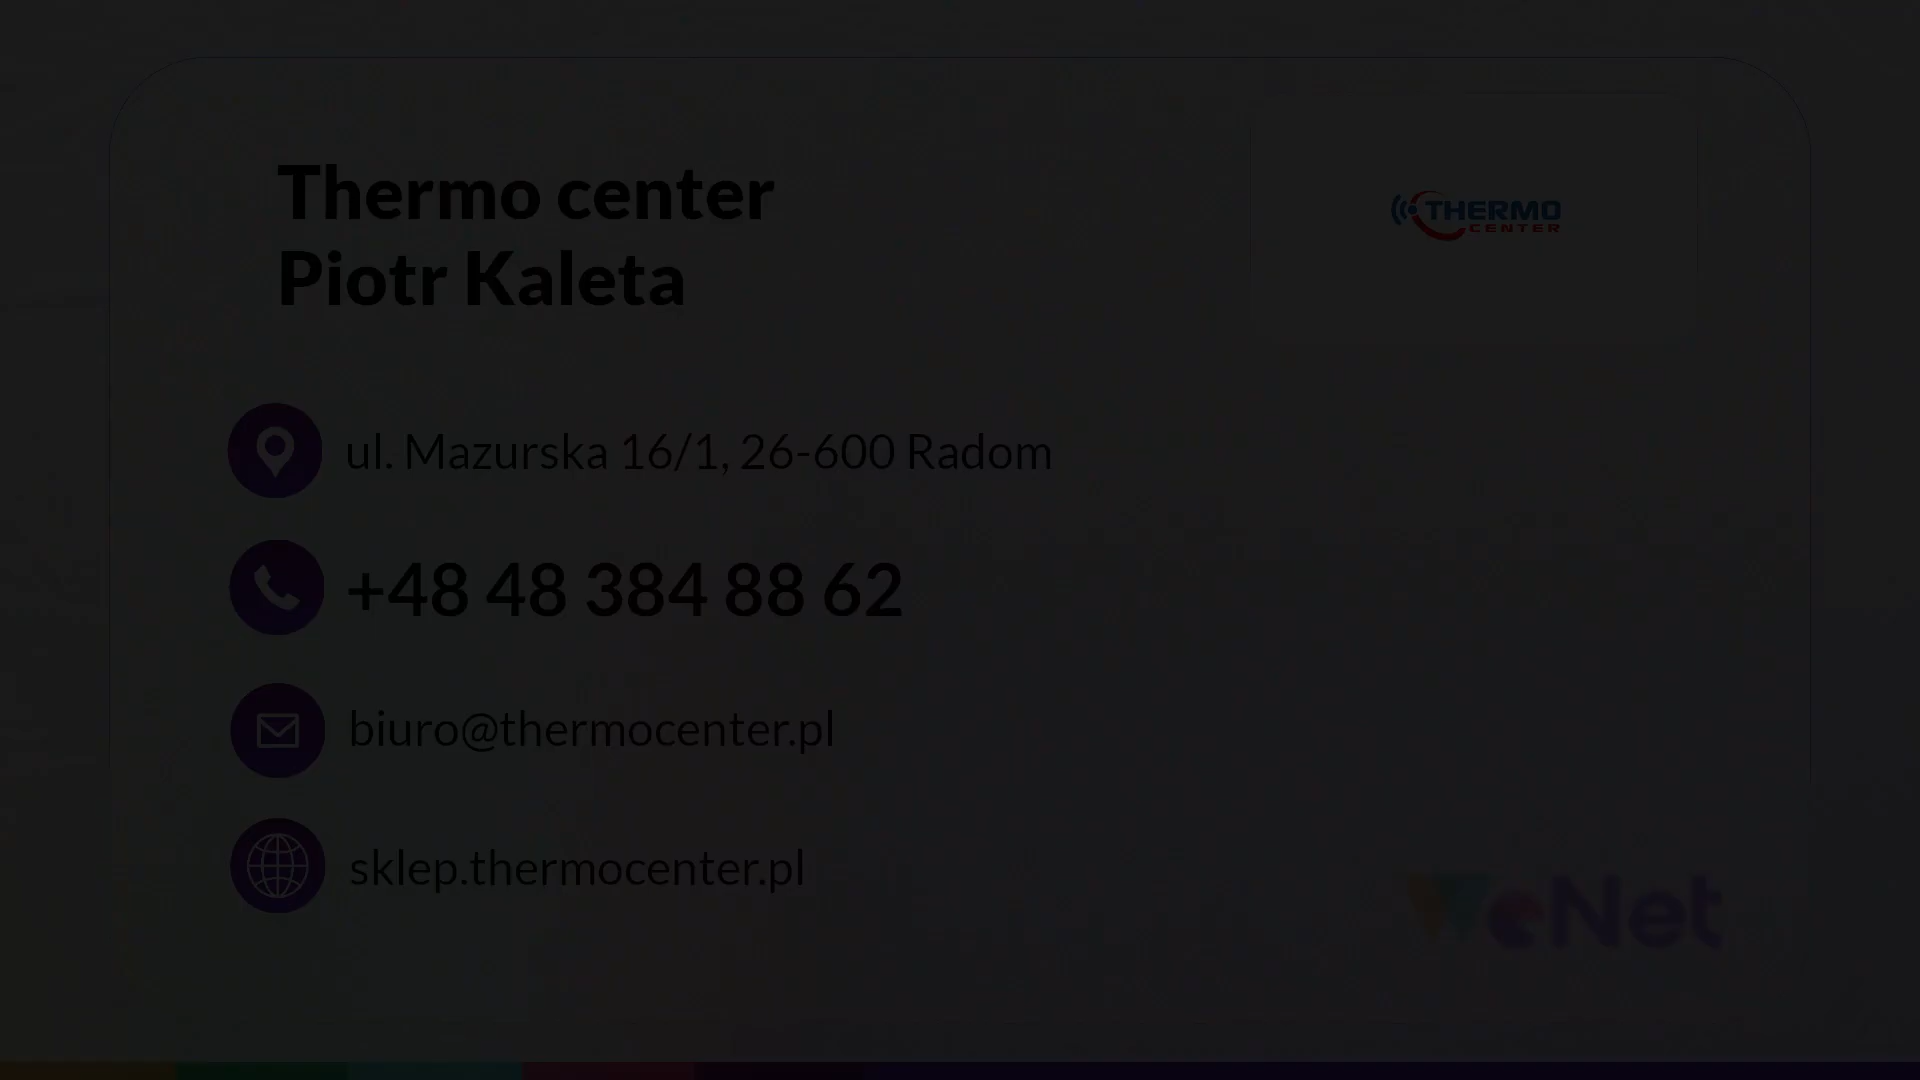 Thermo center
Piotr Kaleta
THERMO
CENTER
ul. Mazurska 16/1, 26-600 Radom
+48 48 384 88 62
biuro@thermocenter.pl
sklep.thermocenter.pl
WeNet